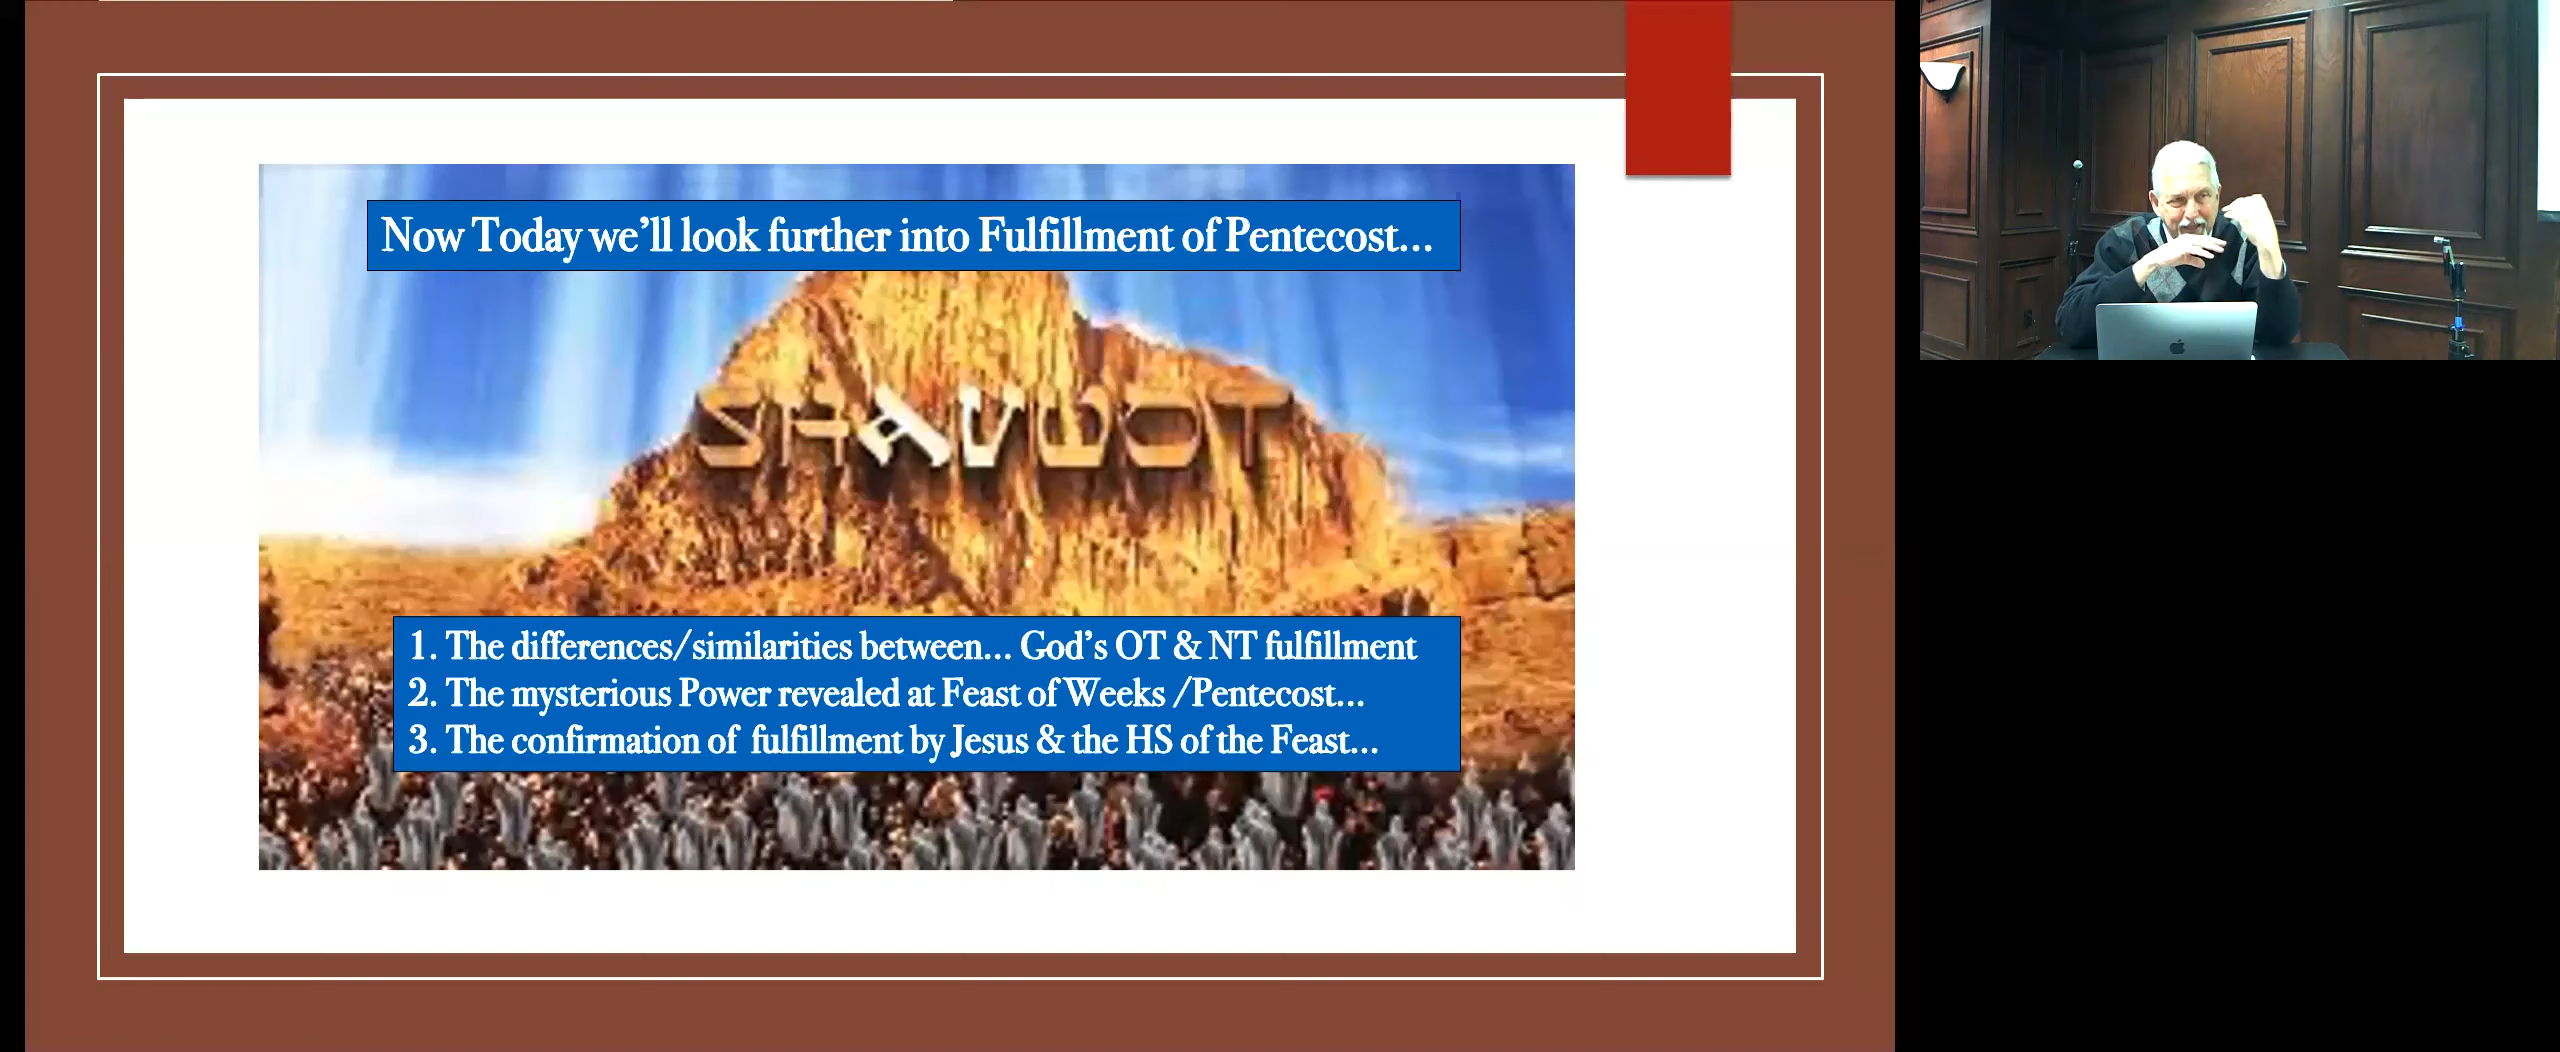 Now Today we’ll look further into Fulfillment of Pentecost...
SHAVUOT
1. The differences/similarities between... God’s OT & NT fulfillment
2. The mysterious Power revealed at Feast of Weeks /Pentecost...
3. The confirmation of  fulfillment by Jesus & the HS of the Feast...